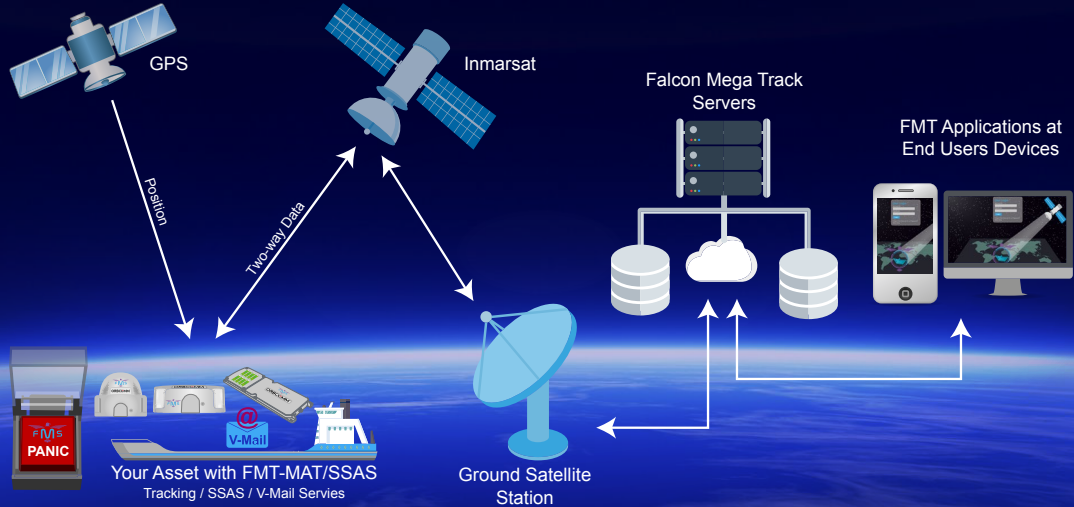 GPS
Inmarsat
Falcon Mega Track
Servers
FMT Applications at
End Users Devices
Position
Two-way Data
FMS
PANIC
ORBCOMM
@
V-Mail
Your Asset with FMT-MAT/SSAS
Tracking / SSAS / V-Mail Servies
Ground Satellite
Station